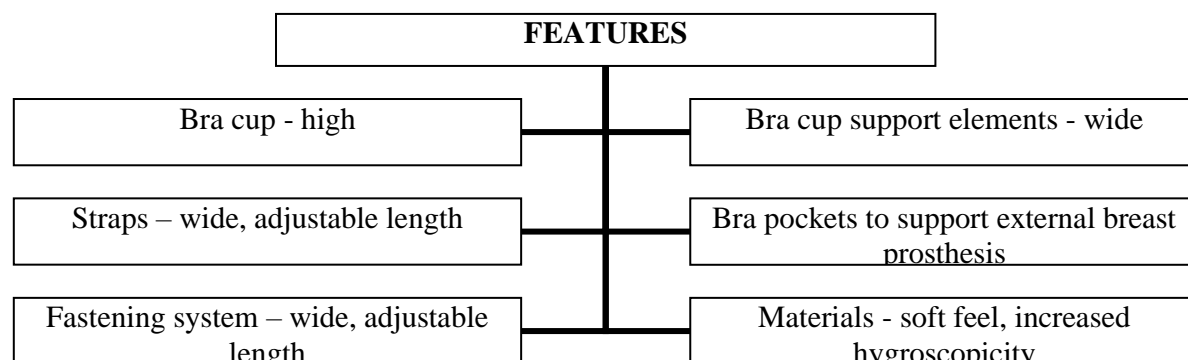 FEATURES
Bra cup - high
Bra cup support elements - wide
Straps – wide, adjustable length
Bra pockets to support external breast
prosthesis
Fastening system – wide, adjustable
length
Materials - soft feel, increased
hygroscopicity